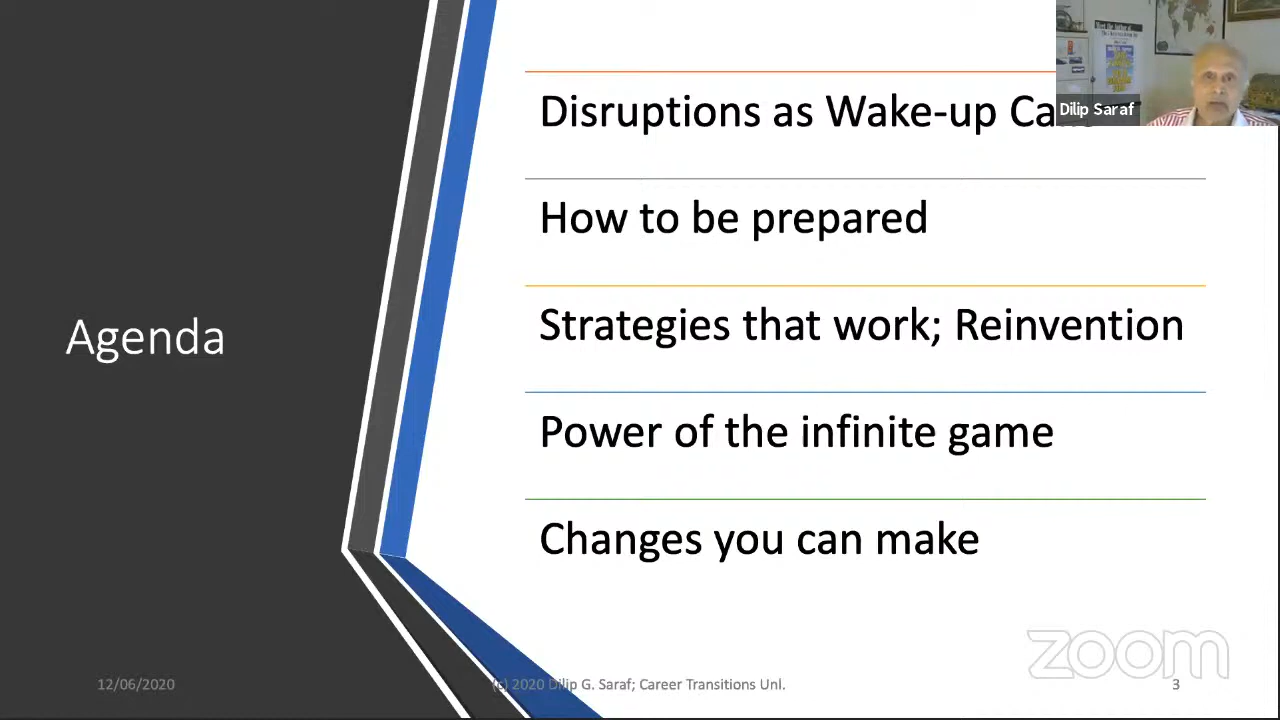 Disruptions as Wake-up
Dilip Saraf
How to be prepared
Strategies that work; Reinvention
Agenda
Power of the infinite game
Changes you can make
zoom
12/06/2020
(c) 2020 Dilip G. Saraf; Career Transitions Unl.
3